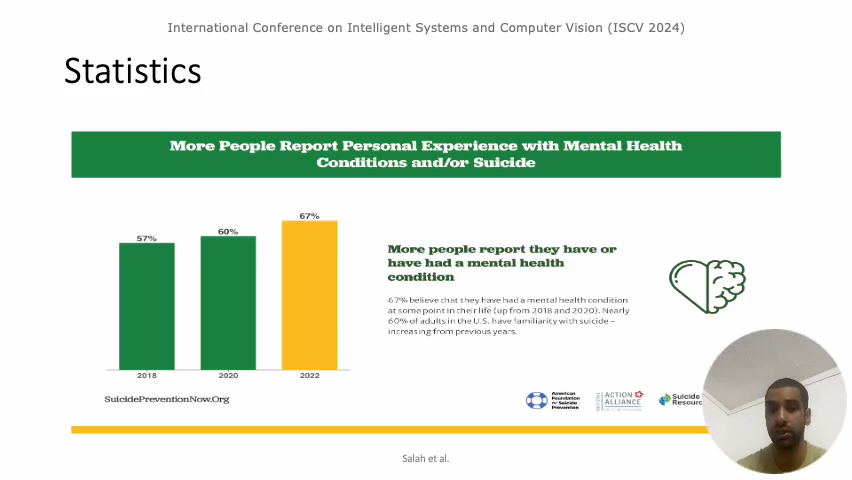 International Conference on Intelligent Systems and Computer Vision (ISCV 2024)
Statistics
More People Report Personal Experience with Mental Health
Conditions and/or Suicide
57%
60%
67%
2018
2020
2022
More people report they have or
have had a mental health
condition
67% believe that they have had a mental health condition
at some point in their life (up from 2018 and 2020). Nearly
60% of adults in the U.S. have familiarity with suicide –
increasing from previous years.
SuicidePreventionNow.Org
American
Foundation
for Suicide
Prevention
ACTION
ALLIANCE
Suicide
Resourc
Salah et al.